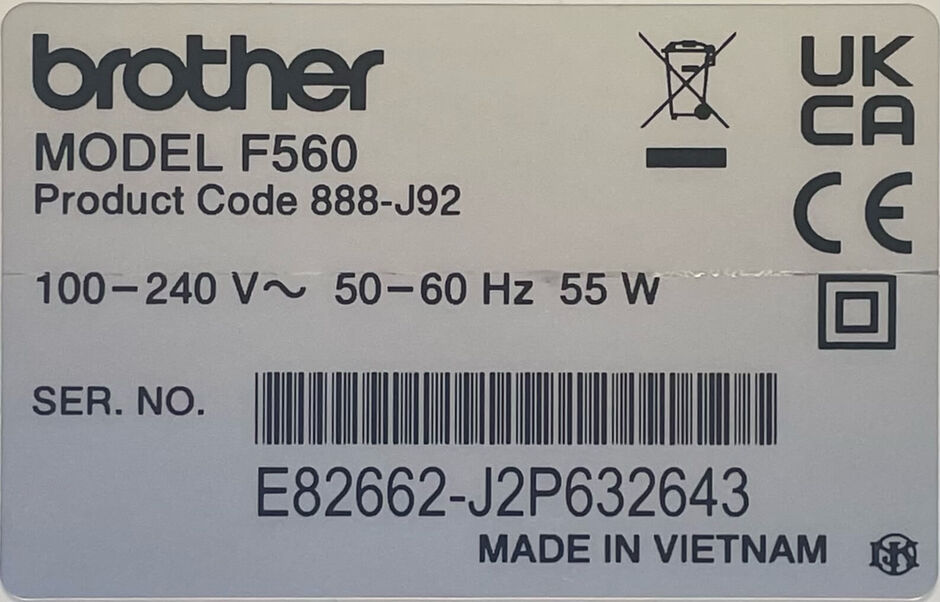 brother
UK
CA
MODEL F560
Product Code 888-J92
CE
100-240 V~ 50-60 Hz 55 W
SER. NO.
E82662-J2P632643
MADE IN VIETNAM